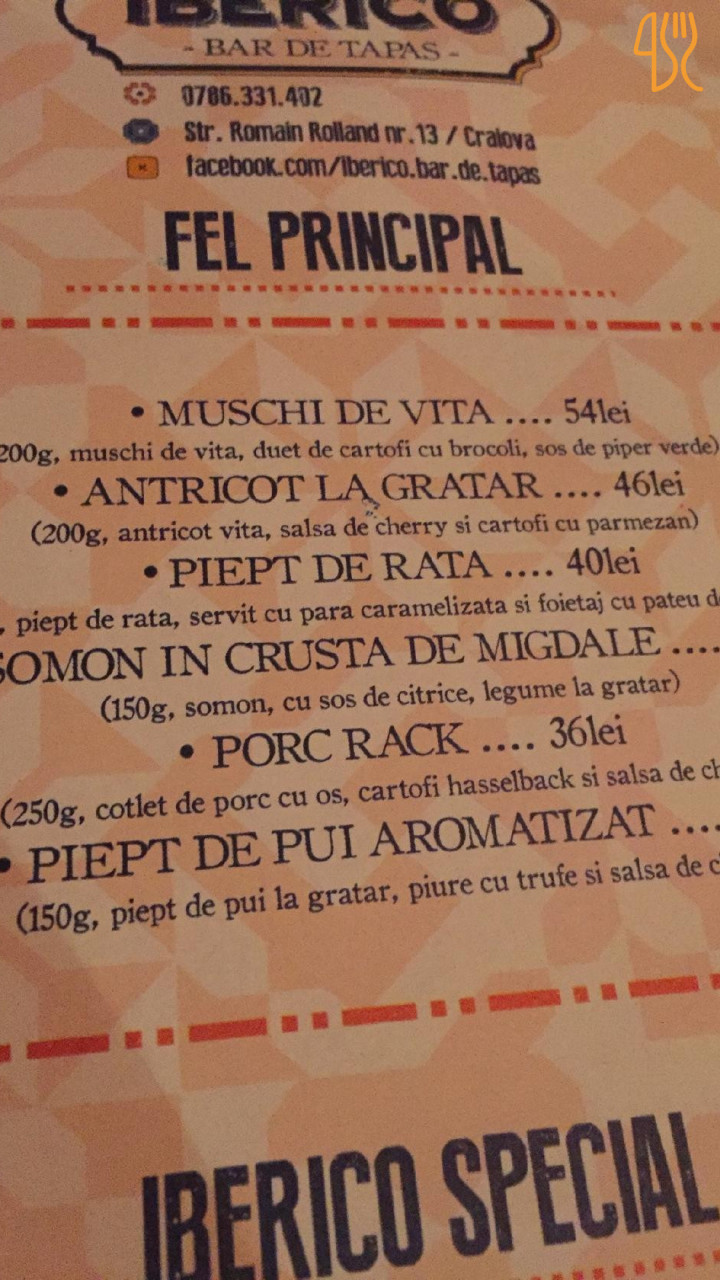 IBERICO
- BAR DE TAPAS -
0786.331.402
Str. Romain Rolland nr.13 / Craiova
facebook.com/iberico.bar.de.tapas
FEL PRINCIPAL
• MUSCHI DE VITA .... 54lei
200g, muschi de vita, duet de cartofi cu brocoli, sos de piper verde)
• ANTRICOT LA GRATAR .... 46lei
(200g, antricot vita, salsa de cherry si cartofi cu parmezan)
• PIEPT DE RATA .... 40lei
, piept de rata, servit cu para caramelizata si foietaj cu pateu d
SOMON IN CRUSTA DE MIGDALE ....
(150g, somon, cu sos de citrice, legume la gratar)
• PORC RACK .... 36lei
(250g, cotlet de porc cu os, cartofi hasselback si salsa de ch
• PIEPT DE PUI AROMATIZAT ....
(150g, piept de pui la gratar, piure cu trufe si salsa de c
IBERICO SPECIAL